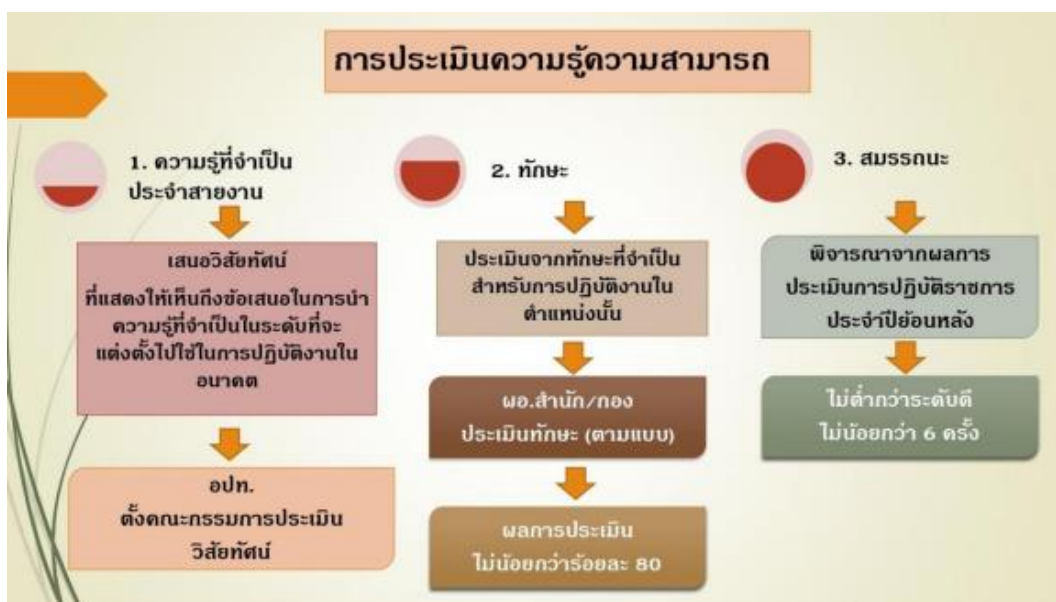 การประเมินความรู้ความสามารถ
1. ความรู้ที่จำเป็น
ประจำสายงาน
เสนอวิสัยทัศน์
ที่แสดงให้เห็นถึงข้อเสนอในการนำ
ความรู้ที่จำเป็นในระดับที่จะ
แต่งตั้งไปใช้ในการปฏิบัติงานใน
อนาคต
อปท.
ตั้งคณะกรรมการประเมิน
วิสัยทัศน์
2. ทักษะ
ประเมินจากทักษะที่จำเป็น
สำหรับการปฏิบัติงานใน
ตำแหน่งนั้น
ผอ.สำนัก/กอง
ประเมินทักษะ (ตามแบบ)
ผลการประเมิน
ไม่น้อยกว่าร้อยละ 80
3. สมรรถนะ
พิจารณาจากผลการ
ประเมินการปฏิบัติราชการ
ประจำปีย้อนหลัง
ไม่ต่ำกว่าระดับดี
ไม่น้อยกว่า 6 ครั้ง